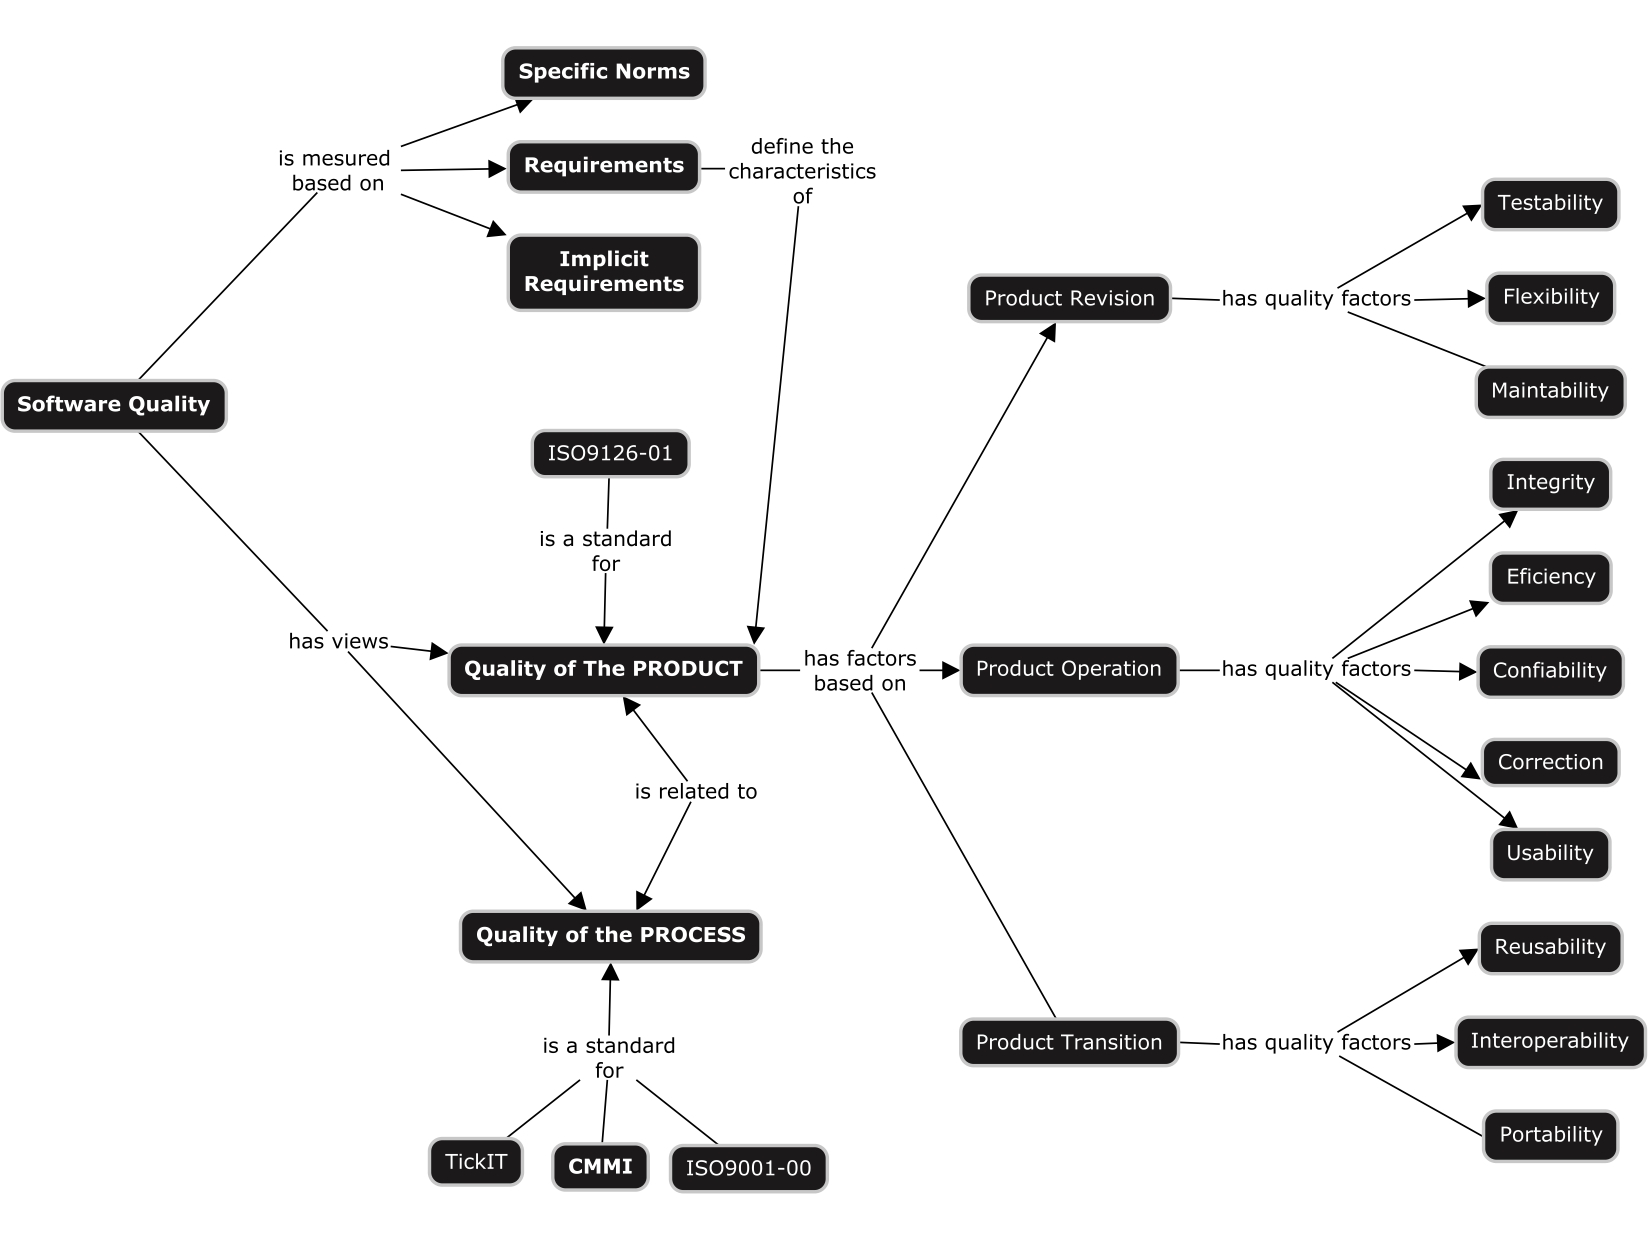 Specific Norms
is mesured
based on
Requirements
define the
characteristics
of
Implicit
Requirements
Software Quality
ISO9126-01
is a standard
for
has views
Quality of The PRODUCT
is related to
Quality of the PROCESS
is a standard
for
TickIT
CMMI
ISO9001-00
has factors
based on
Product Revision
has quality factors
Testability
Flexibility
Maintability
Product Operation
has quality factors
Integrity
Eficiency
Confiability
Correction
Usability
Product Transition
has quality factors
Reusability
Interoperability
Portability